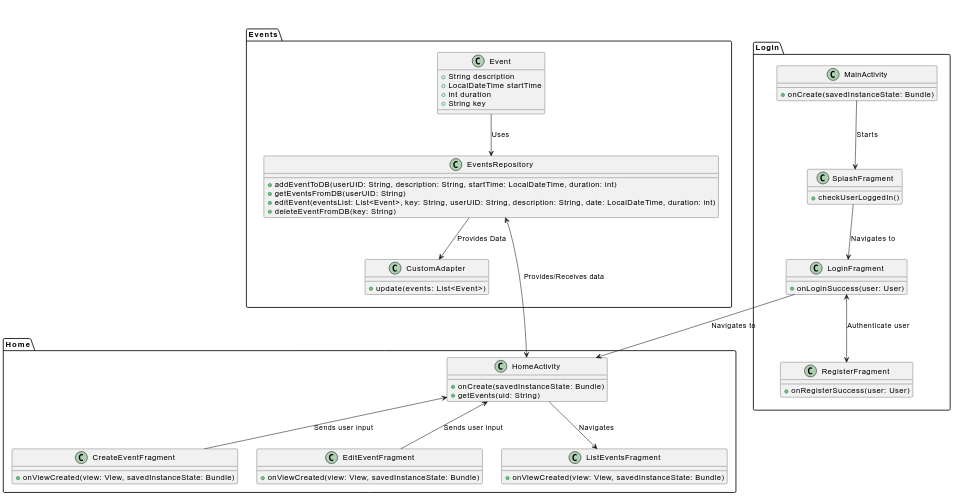 Events
C Event
String description
LocalDateTime startTime
int duration
String key
Uses
C EventsRepository
addEventToDB(userUID: String, description: String, startTime: LocalDateTime, duration: int)
getEventsFromDB(userUID: String)
editEvent(eventsList: List<Event>, key: String, userUID: String, description: String, date: LocalDateTime, duration: int)
deleteEventFromDB(key: String)
Provides Data
C CustomAdapter
update(events: List<Event>)
Provides/Receives data
Login
C MainActivity
onCreate(savedInstanceState: Bundle)
Starts
C SplashFragment
checkUserLoggedIn()
Navigates to
C LoginFragment
onLoginSuccess(user: User)
Navigates to
Authenticate user
C RegisterFragment
onRegisterSuccess(user: User)
Home
C HomeActivity
onCreate(savedInstanceState: Bundle)
getEvents(uid: String)
Sends user input
Sends user input
Navigates
C CreateEventFragment
onViewCreated(view: View, savedInstanceState: Bundle)
C EditEventFragment
onViewCreated(view: View, savedInstanceState: Bundle)
C ListEventsFragment
onViewCreated(view: View, savedInstanceState: Bundle)